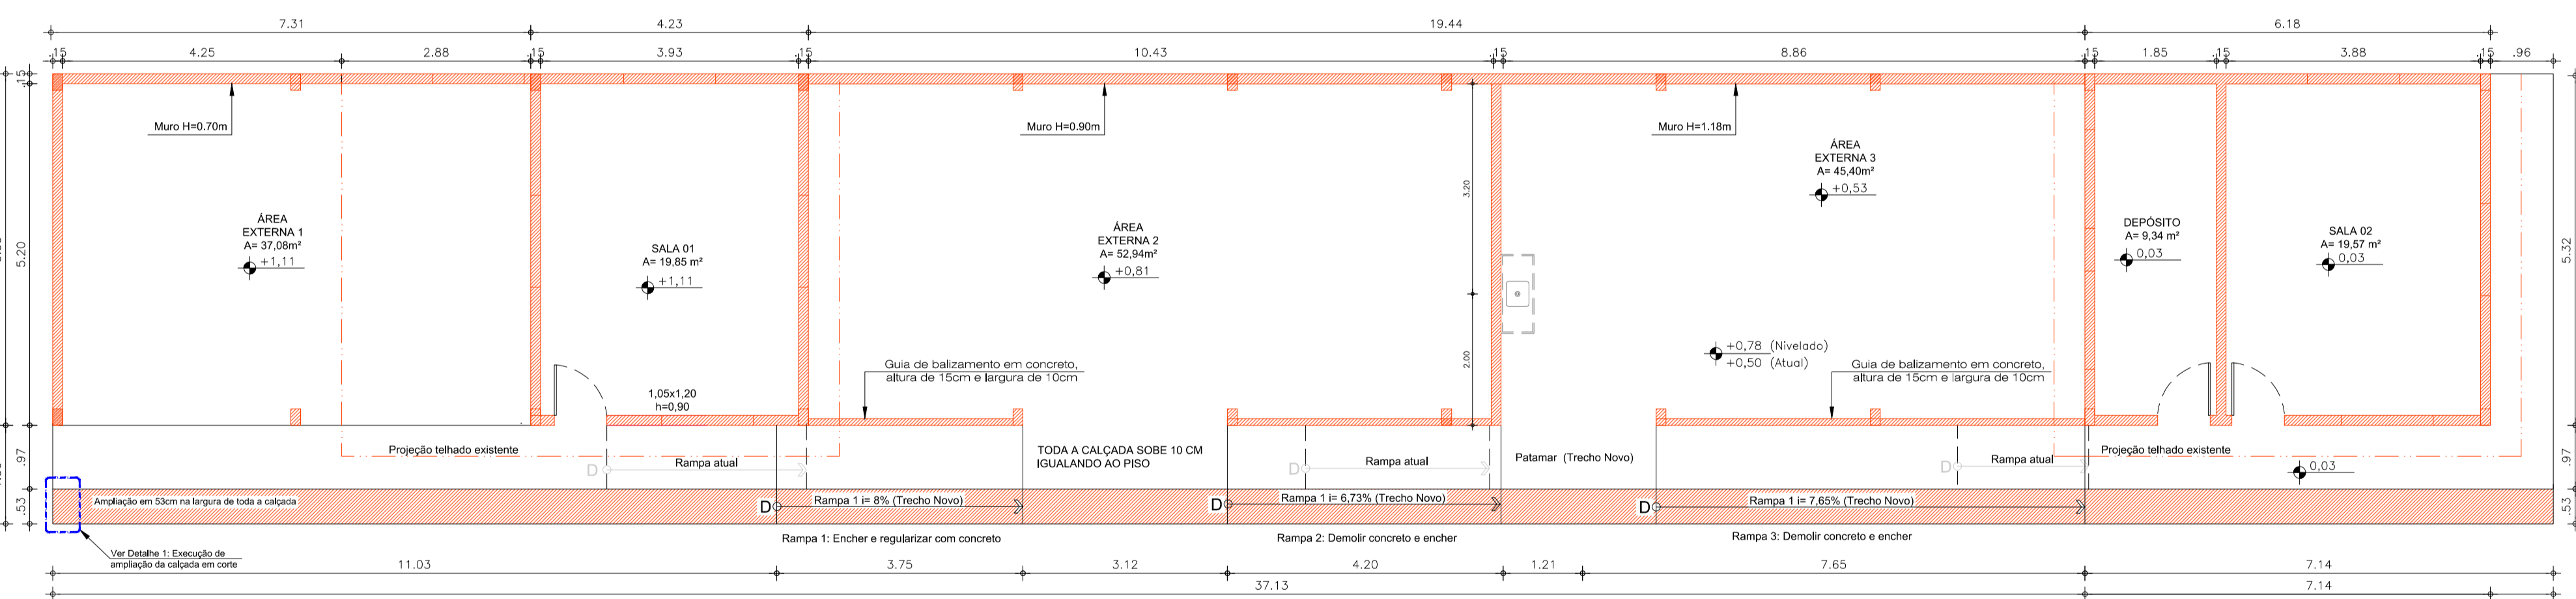 7.31
4.23
19.44
6.18
.15
4.25
2.88
.15
3.93
.15
10.43
.15
8.86
.15
1.85
.15
3.88
.15
.96
.15
5.20
.97
.53
Muro H=0.70m
Muro H=0.90m
Muro H=1.18m
ÁREA
EXTERNA 1
A= 37,08m²
+1,11
SALA 01
A= 19,85 m²
+1,11
1,05x1,20
h=0,90
ÁREA
EXTERNA 2
A= 52,94m²
+0,81
Guia de balizamento em concreto,
altura de 15cm e largura de 10cm
3.20
2.00
ÁREA
EXTERNA 3
A= 45,40m²
+0,53
+0,78 (Nivelado)
+0,50 (Atual)
Guia de balizamento em concreto,
altura de 15cm e largura de 10cm
DEPÓSITO
A= 9,34 m²
0,03
SALA 02
A= 19,57 m²
0,03
5.32
.97
.53
Projeção telhado existente
D
Rampa atual
TODA A CALÇADA SOBE 10 CM
IGUALANDO AO PISO
D
Rampa atual
Patamar (Trecho Novo)
D
Rampa atual
Projeção telhado existente
0,03
Ampliação em 53cm na largura de toda a calçada
D
Rampa 1 i= 8% (Trecho Novo)
D
Rampa 1 i= 6,73% (Trecho Novo)
D
Rampa 1 i= 7,65% (Trecho Novo)
Rampa 1: Encher e regularizar com concreto
Rampa 2: Demolir concreto e encher
Rampa 3: Demolir concreto e encher
Ver Detalhe 1: Execução de
ampliação da calçada em corte
11.03
3.75
3.12
4.20
1.21
7.65
7.14
37.13
7.14